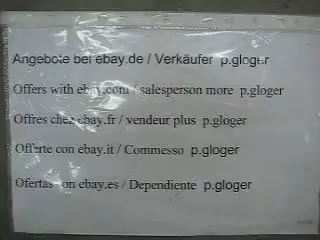 Angebote bei ebay.de / Verkäufer p.gloger
Offers with ebay.com / salesperson more p.gloger
Offres chez ebay.fr / vendeur plus p.gloger
Offerte con ebay.it / Commesso p.gloger
Ofertas con ebay.es / Dependiente p.gloger